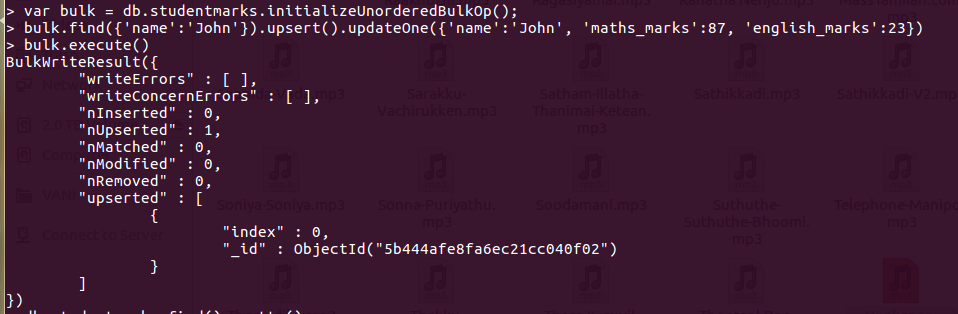 > var bulk = db.studentmarks.initializeUnorderedBulkOp();
> bulk.find({'name':'John'}).upsert().updateOne({'name':'John', 'maths_marks':87, 'english_marks':23})
> bulk.execute()
BulkWriteResult({
"writeErrors" : [ ],
"writeConcernErrors" : [ ],
"nInserted" : 0,
"nUpserted" : 1,
"nMatched" : 0,
"nModified" : 0,
"nRemoved" : 0,
"upserted" : [
{
"index" : 0,
"_id" : ObjectId("5b444afe8fa6ec21cc040f02")
}
]
})
Sarakku-
Vachirukken.mp3
Satham-Illatha-
Thanimai-Ketean.
mp3
Sathikkadi.mp3
Sathikkadi-V2.mp3
Soniya-Soniya.mp3
Sonna-Puriyathu.
mp3
Soodamani.mp3
Suthuthe-
Suthuthe-Bhoomi.
mp3
Telephone-Manipp
Connect to Server